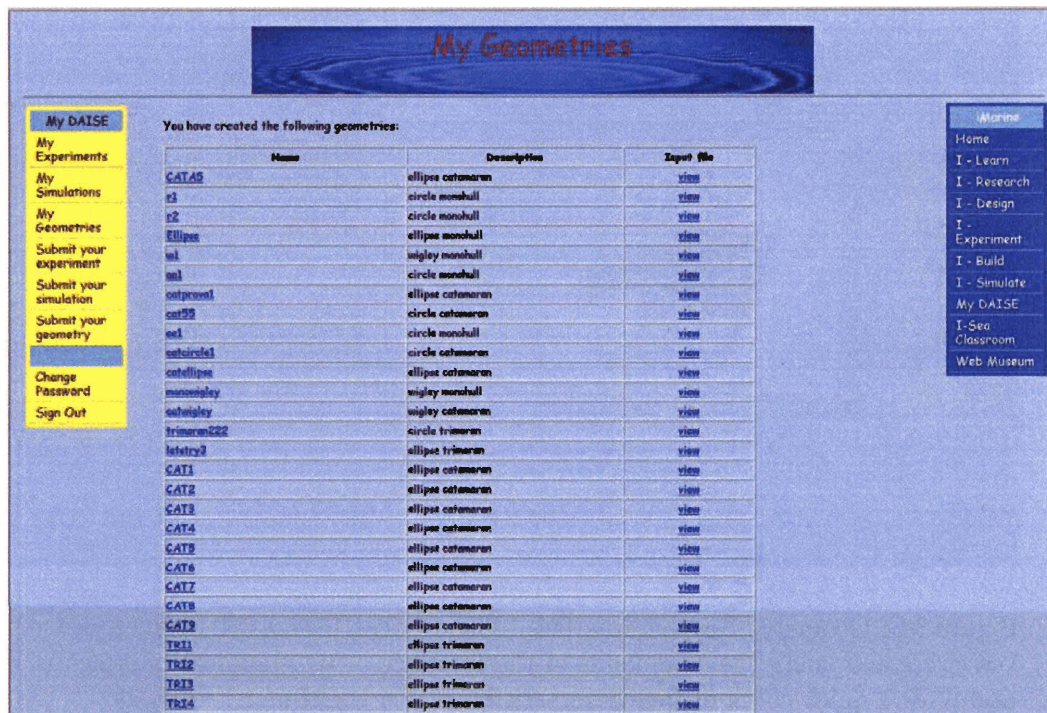 My Geometries
My DAISE
My
Experiments
My
Simulations
My
Geometries
Submit your
experiment
Submit your
simulation
Submit your
geometry
Change
Password
Sign Out
You have created the following geometries:
Name Description Input file
CATA5 ellipse catamaran view
r1 circle monohull view
r2 circle monohull view
Ellipse ellipse monohull view
w1 wigley monohull view
circle monohull view
catprova1 ellipse catamaran view
cat55 circle catamaran view
circle monohull view
catcircle1 circle catamaran view
catellipse ellipse catamaran view
monowigley wigley monohull view
catwigley wigley catamaran view
trimaran222 circle trimaran view
ellipse trimaran view
CAT1 ellipse catamaran view
CAT2 ellipse catamaran view
CAT3 ellipse catamaran view
CAT4 ellipse catamaran view
CAT5 ellipse catamaran view
CAT6 ellipse catamaran view
CAT7 ellipse catamaran view
CAT8 ellipse catamaran view
CAT9 ellipse catamaran view
TRI1 ellipse trimaran view
TRI2 ellipse trimaran view
TRI3 ellipse trimaran view
TRI4 ellipse trimaran view
iMarine
Home
I - Learn
I - Research
I - Design
I -
Experiment
I - Build
I - Simulate
My DAISE
I-Sea
Classroom
Web Museum